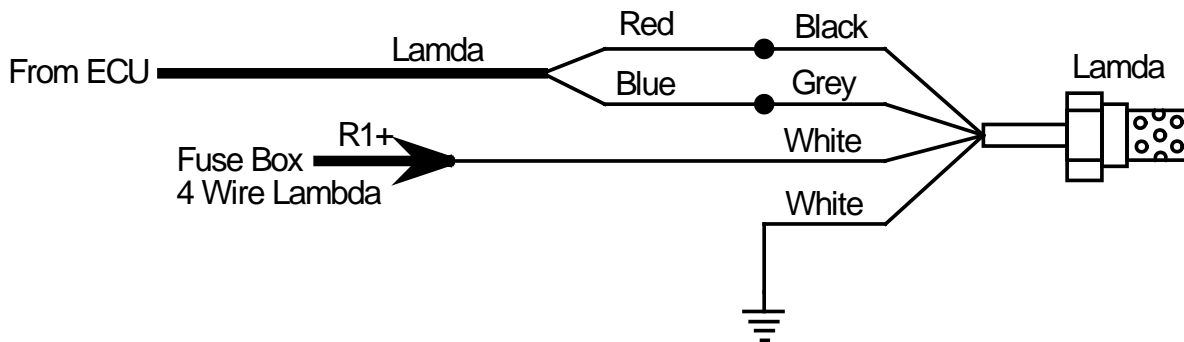 Red
Black
Lamda
Lamda
From ECU
Blue
Grey
R1+
White
Fuse Box
4 Wire Lambda
White